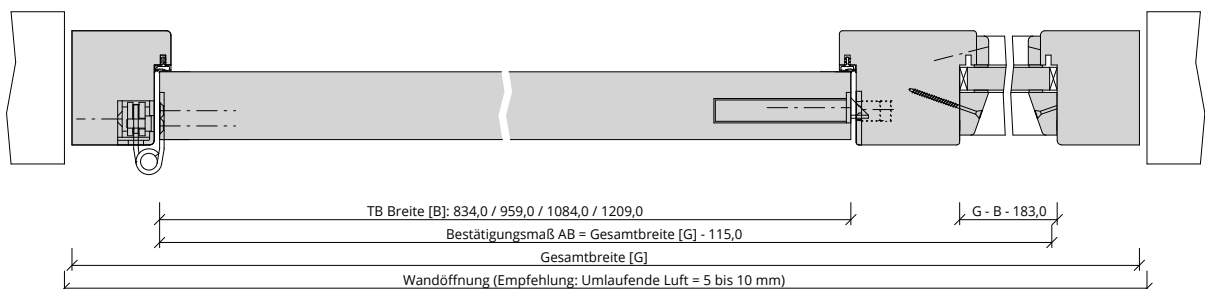 TB Breite [B]: 834,0 / 959,0 / 1084,0 / 1209,0
G - B - 183,0
Bestätigungsmaß AB = Gesamtbreite [G] - 115,0
Gesamtbreite [G]
Wandöffnung (Empfehlung: Umlaufende Luft = 5 bis 10 mm)